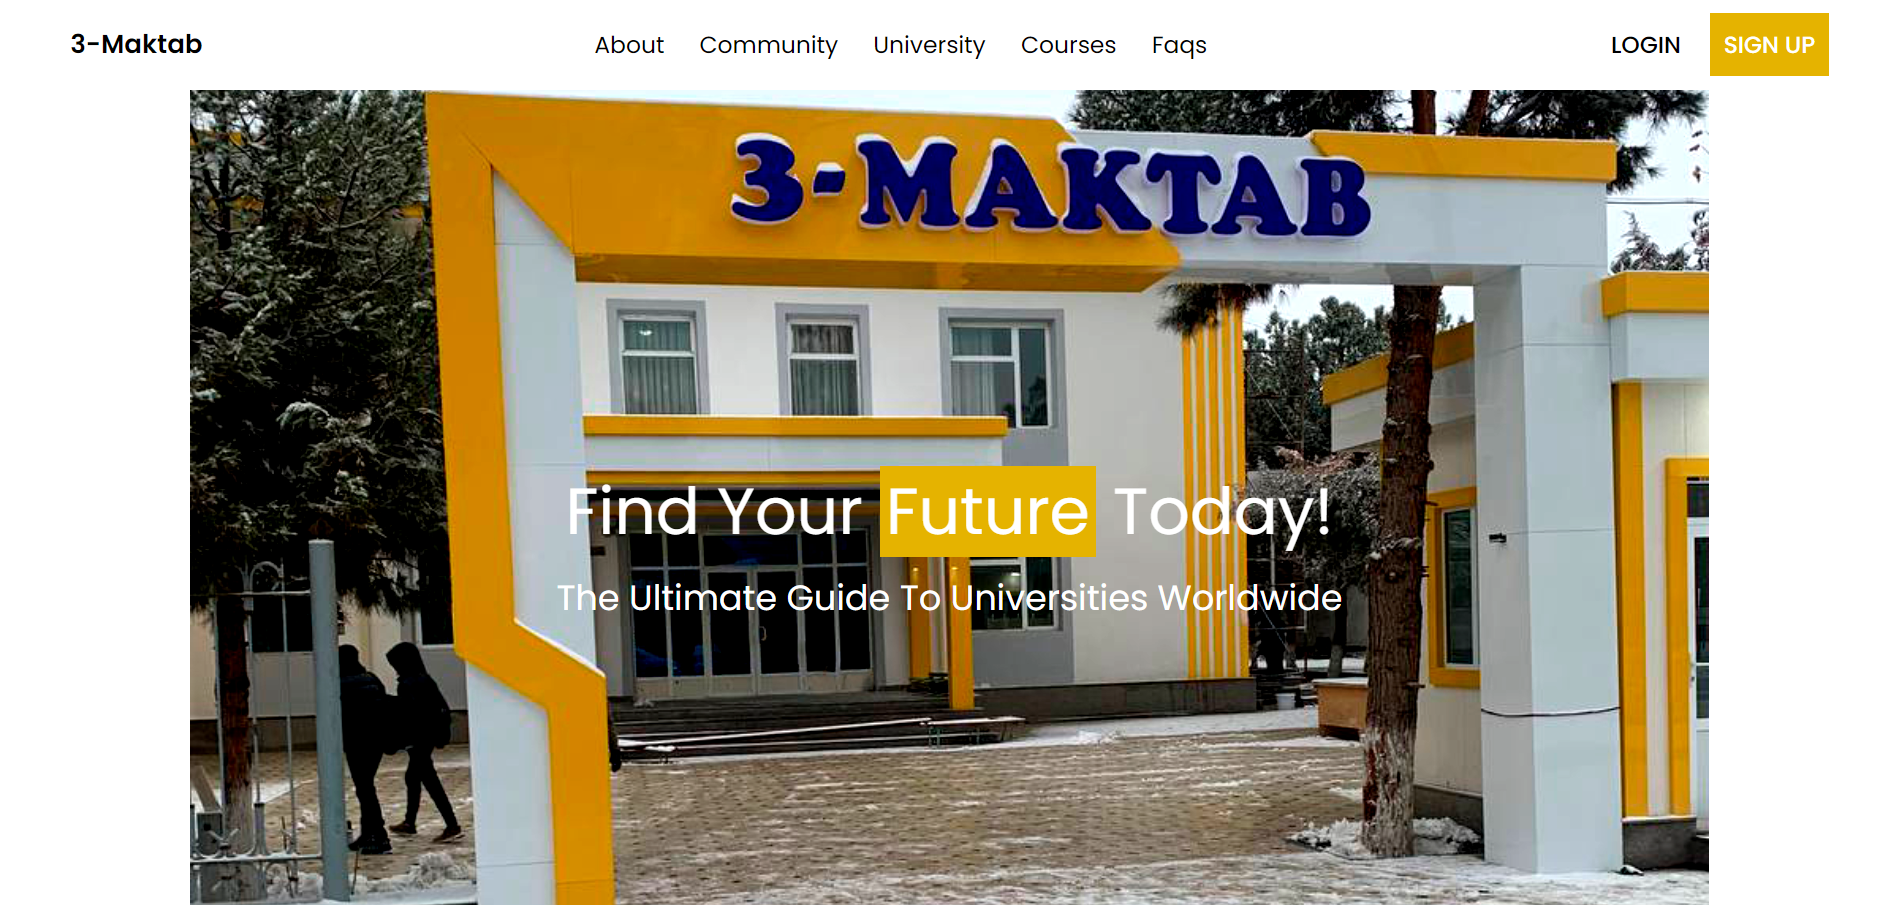 3-Maktab
About Community University Courses Faqs
LOGIN SIGN UP
3-MAKTAB
Find Your Future Today!
The Ultimate Guide To Universities Worldwide